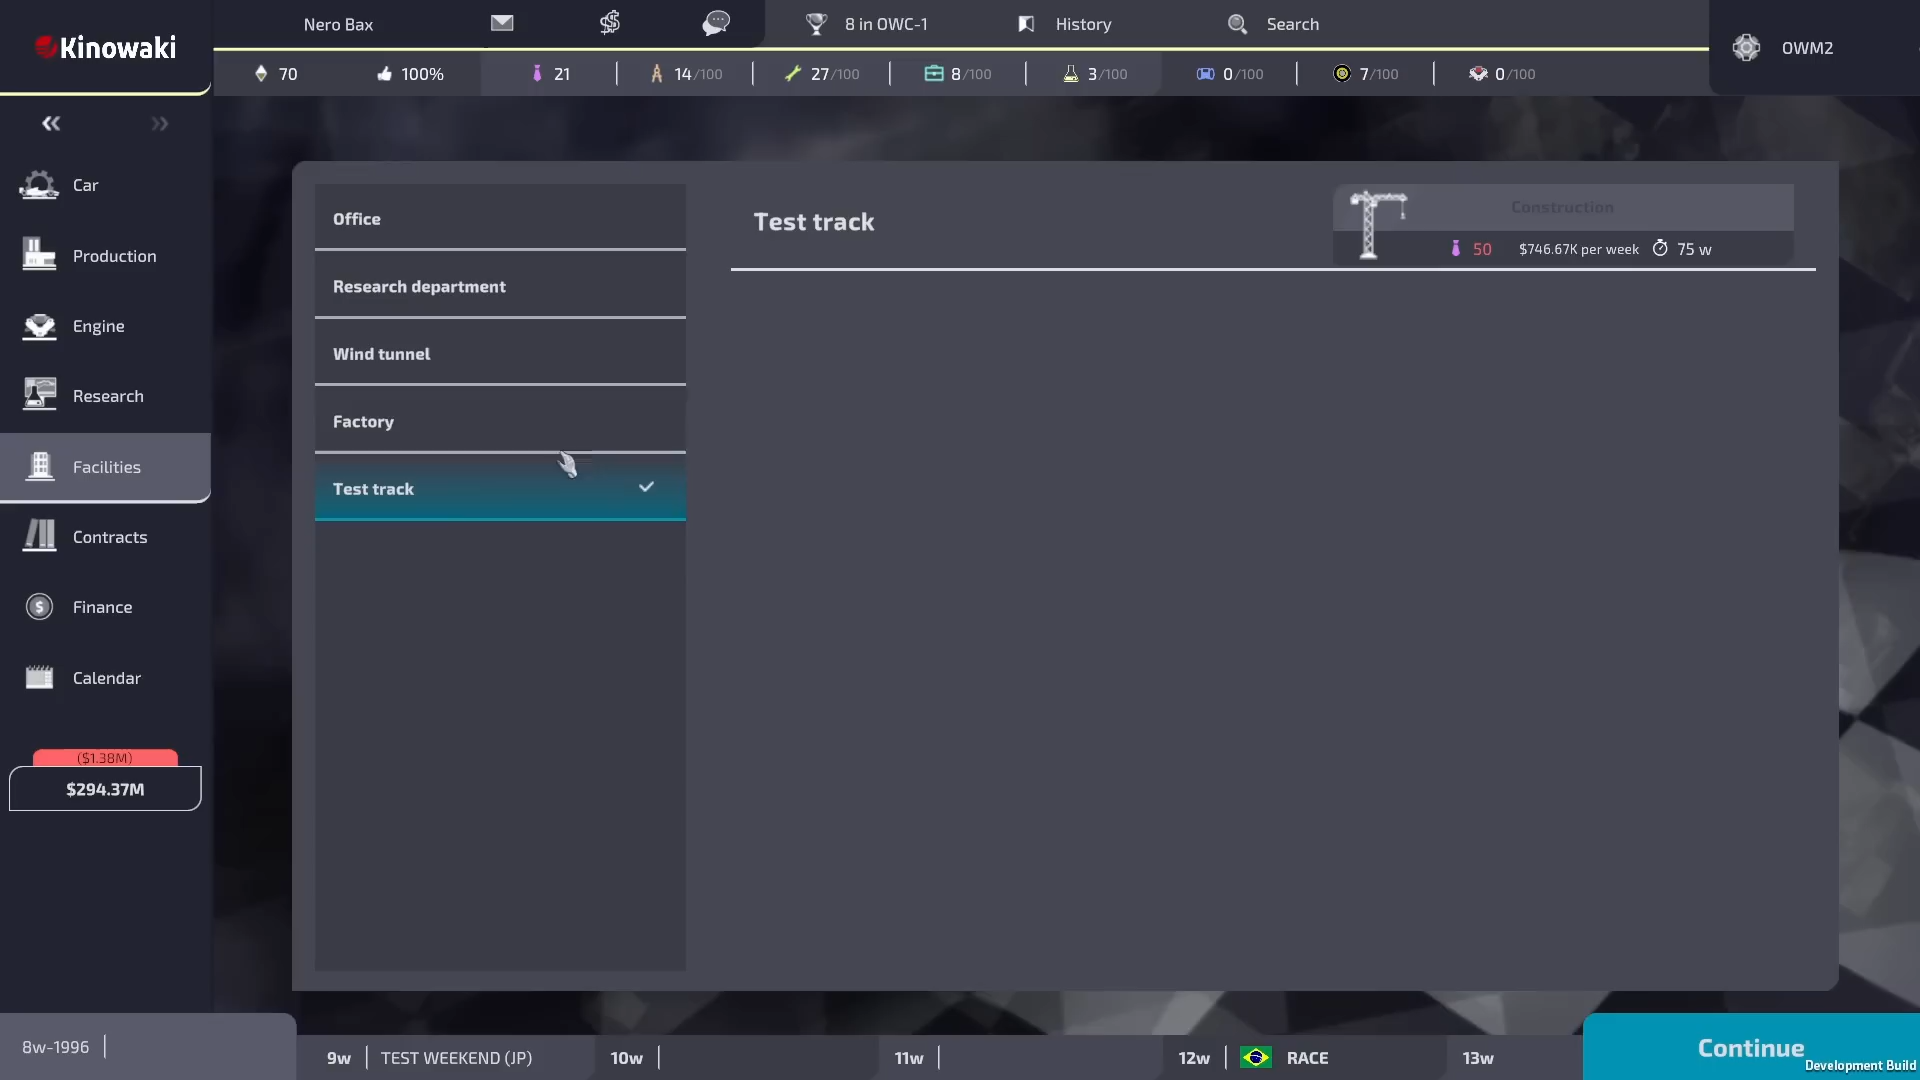 Kinowaki
Nero Bax
8 in OWC-1
History
Search
OWM2
70
100%
21
14/100
27/100
8/100
3/100
0/100
7/100
0/100
Car
Production
Engine
Research
Facilities
Contracts
Finance
Calendar
($1.38M)
$294.37M
Office
Research department
Wind tunnel
Factory
Test track
Test track
Construction
50 $746.67K per week 75 w
8w-1996
9w TEST WEEKEND (JP)
10w
11w
12w RACE
13w
Continue
Development Build